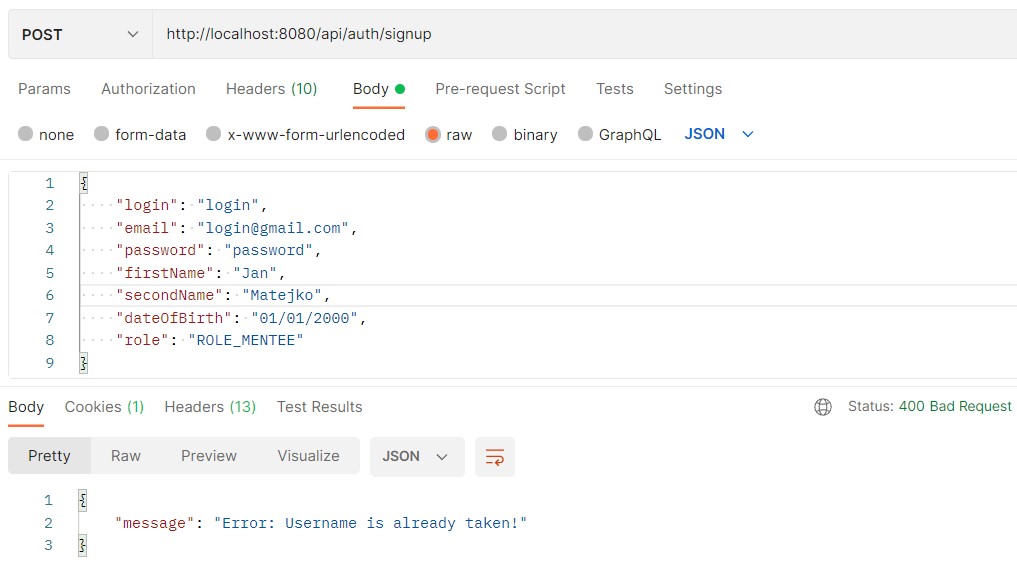 POST http://localhost:8080/api/auth/signup
Params Authorization Headers (10) Body Pre-request Script Tests Settings
none form-data x-www-form-urlencoded raw binary GraphQL JSON
1 {
2 "login": "login",
3 "email": "login@gmail.com",
4 "password": "password",
5 "firstName": "Jan",
6 "secondName": "Matejko",
7 "dateOfBirth": "01/01/2000",
8 "role": "ROLE_MENTEE"
9 }
Body Cookies (1) Headers (13) Test Results Status: 400 Bad Request
Pretty Raw Preview Visualize JSON
1 {
2 "message": "Error: Username is already taken!"
3 }